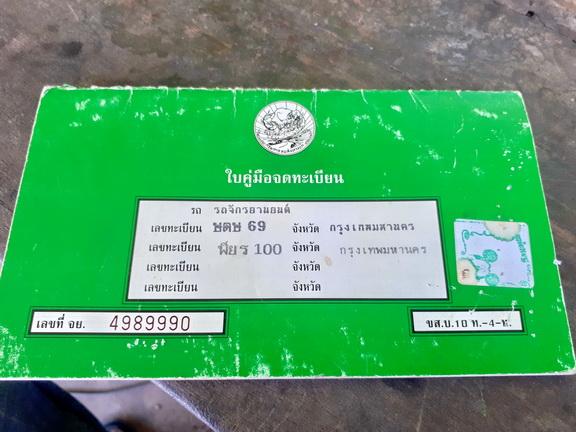 ใบคู่มือจดทะเบียน
รถ รถจักรยานยนต์
เลขทะเบียน ษตษ 69 จังหวัด กรุงเทพมหานคร
เลขทะเบียน พียร 100 จังหวัด กรุงเทพมหานคร
เลขทะเบียน จังหวัด
เลขทะเบียน จังหวัด
เลขที่ จย. 4989990
ขส.บ.10 ท.-4-ห.